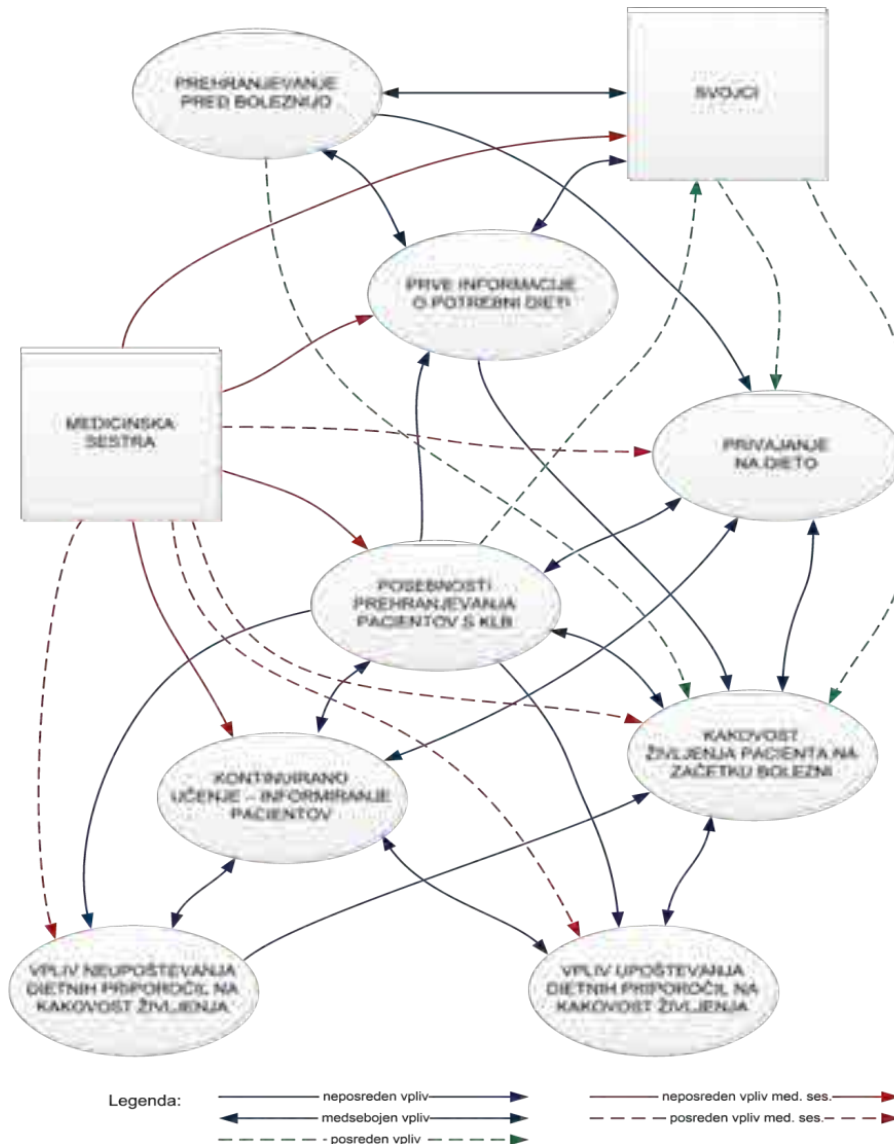 PREHRANJEVANJE
PRED BOLEZNIJO
SVOJCI
PRVE INFORMACIJE
O POTREBNI DIETI
MEDICINSKA
SESTRA
PRIVAJANJE
NA DIETO
POSEBNOSTI
PREHRANJEVANJA
PACIENTOV S KLB
KAKOVOST
ŽIVLJENJA PACIENTA NA
ZAČETKU BOLEZNI
KONTINUIRANO
UČENJE – INFORMIRANJE
PACIENTOV
VPLIV NEUPOŠTEVANJA
DIETNIH PRIPOROČIL NA
KAKOVOST ŽIVLJENJA
VPLIV UPOŠTEVANJA
DIETNIH PRIPOROČIL NA
KAKOVOST ŽIVLJENJA
Legenda:
neposreden vpliv
medsebojen vpliv
posreden vpliv
neposreden vpliv med. ses.
posreden vpliv med. ses.